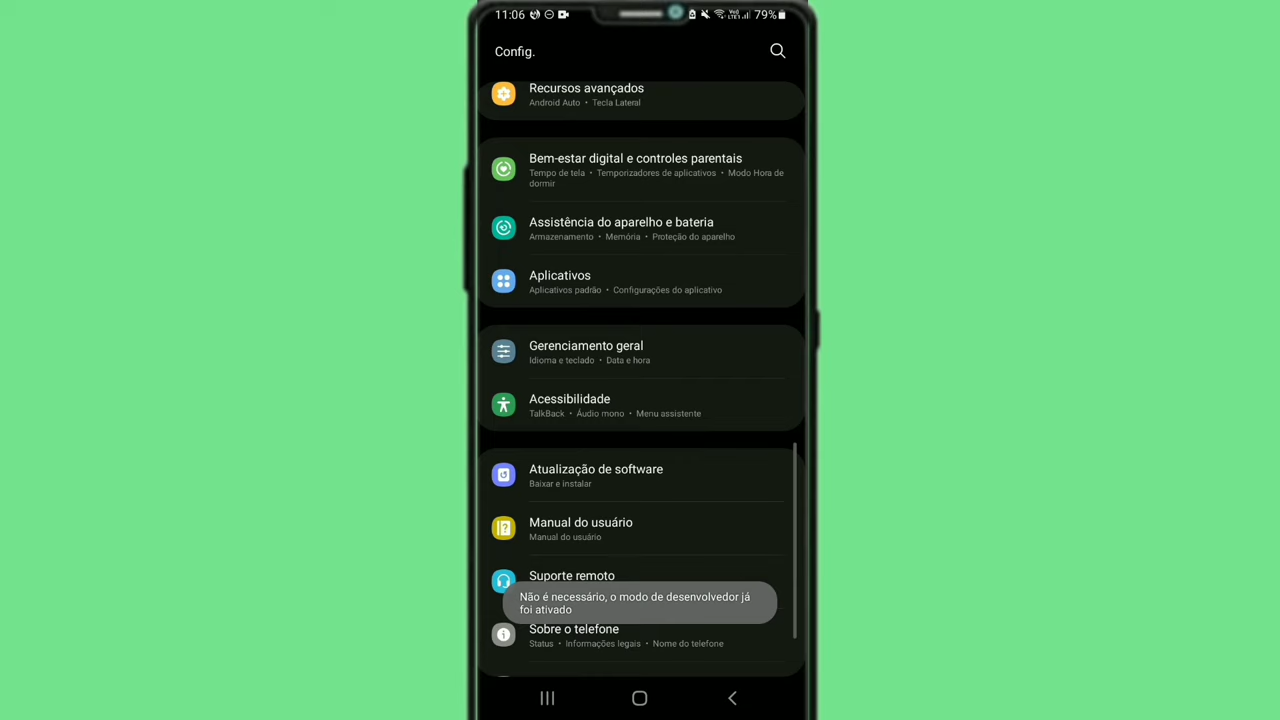 11:06
79%
Config.
Recursos avançados
Android Auto • Tecla Lateral
Bem-estar digital e controles parentais
Tempo de tela • Temporizadores de aplicativos • Modo Hora de
dormir
Assistência do aparelho e bateria
Armazenamento • Memória • Proteção do aparelho
Aplicativos
Aplicativos padrão • Configurações do aplicativo
Gerenciamento geral
Idioma e teclado • Data e hora
Acessibilidade
TalkBack • Áudio mono • Menu assistente
Atualização de software
Baixar e instalar
Manual do usuário
Manual do usuário
Suporte remoto
Não é necessário, o modo de desenvolvedor já
foi ativado
Sobre o telefone
Status • Informações legais • Nome do telefone